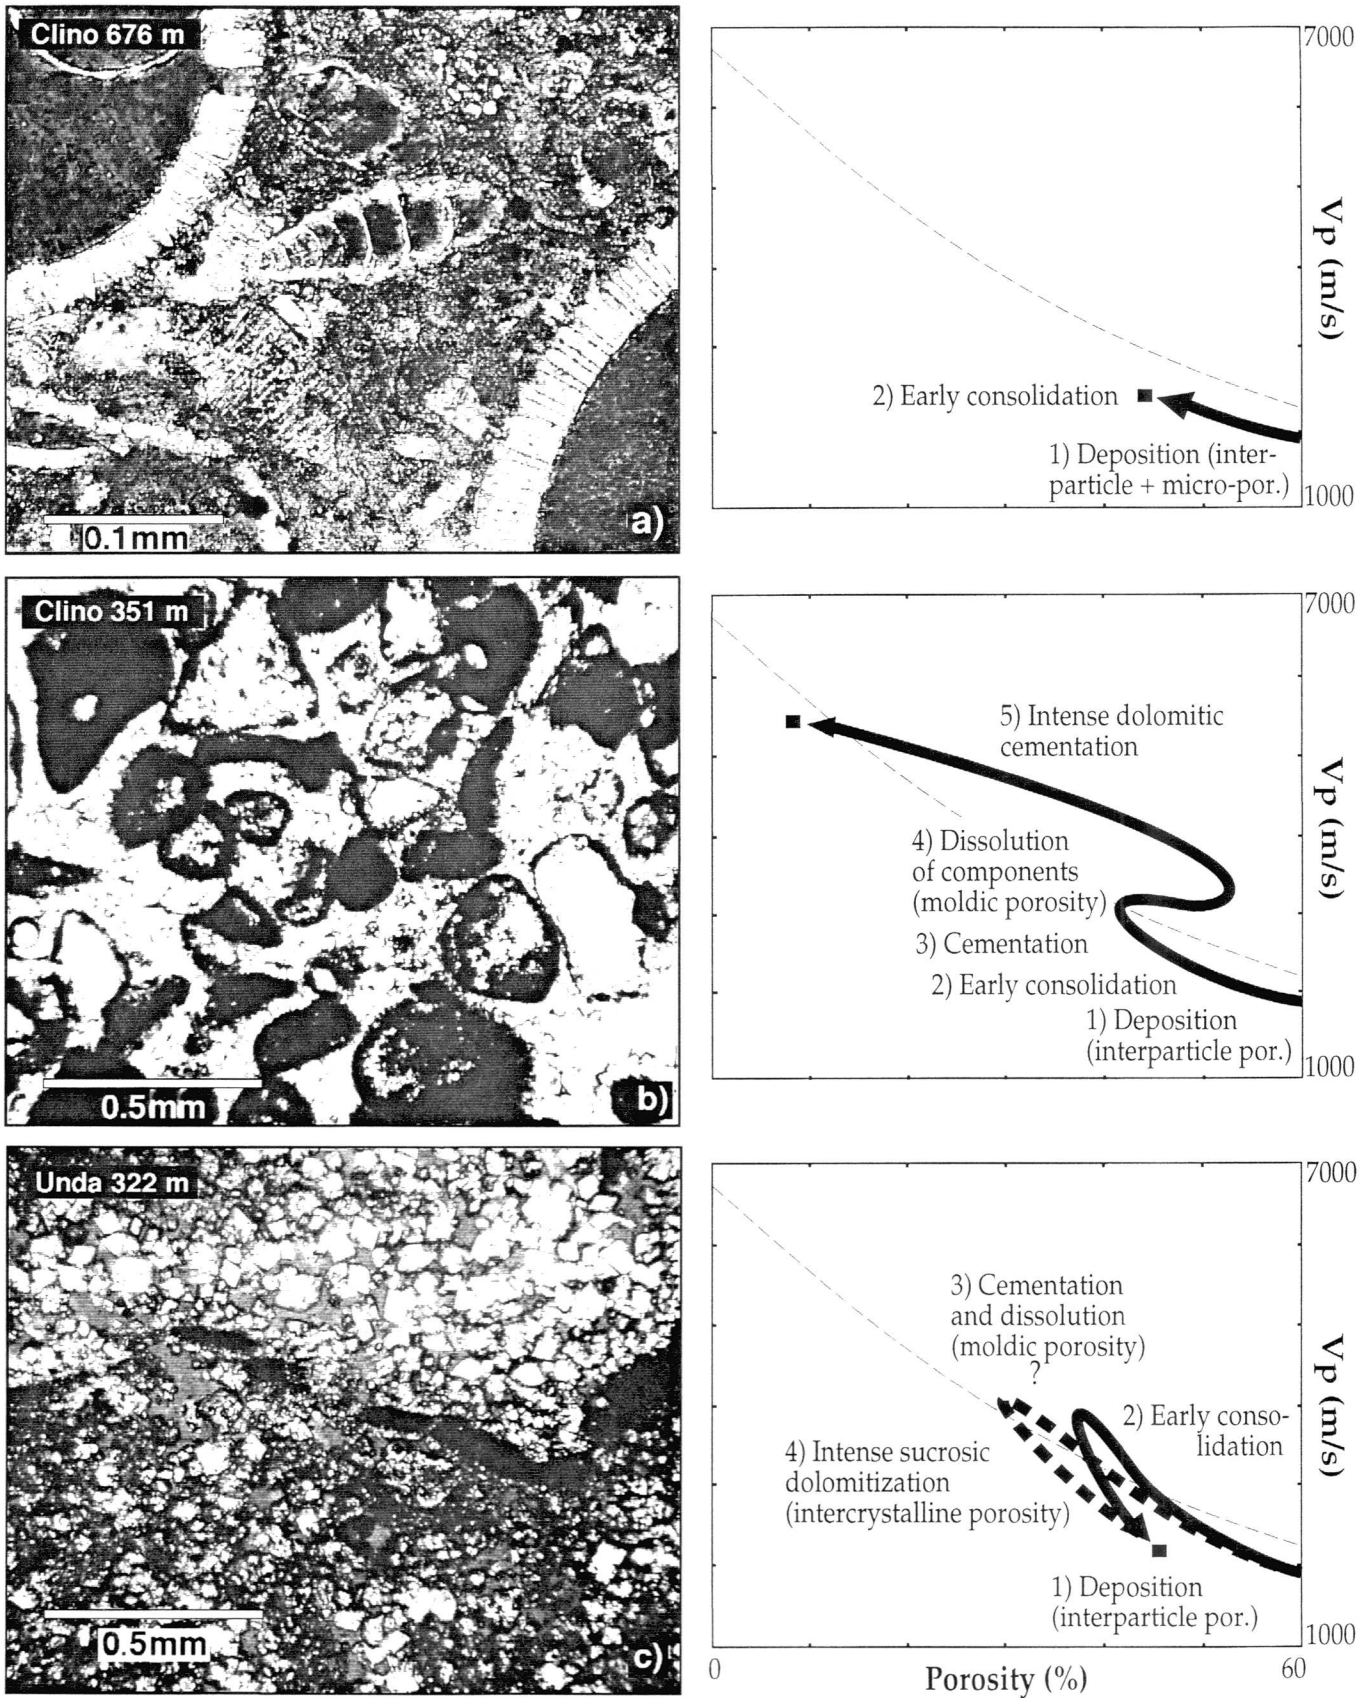 Clino 676 m
0.1mm
a)
7000
Vp (m/s)
2) Early consolidation
1) Deposition (inter-
particle + micro-por.)
1000
Clino 351 m
0.5mm
b)
7000
Vp (m/s)
5) Intense dolomitic
cementation
4) Dissolution
of components
(moldic porosity)
3) Cementation
2) Early consolidation
1) Deposition
(interparticle por.)
1000
Unda 322 m
0.5mm
c)
7000
Vp (m/s)
3) Cementation
and dissolution
(moldic porosity)
?
2) Early conso-
lidation
4) Intense sucrosic
dolomitization
(intercrystalline porosity)
1) Deposition
(interparticle por.)
1000
0
Porosity (%)
60